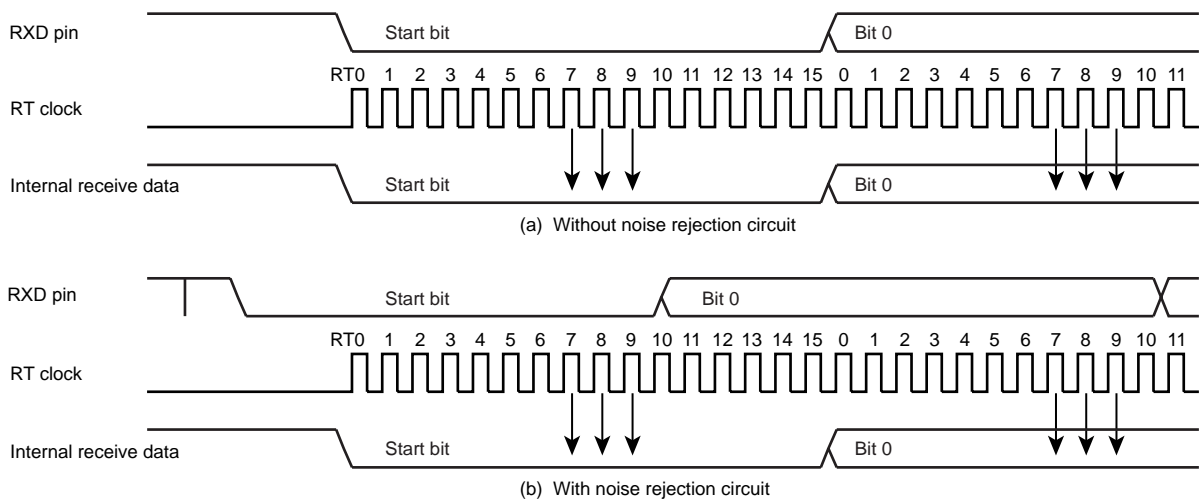 RXD pin
Start bit
Bit 0
RT0 1 2 3 4 5 6 7 8 9 10 11 12 13 14 15 0 1 2 3 4 5 6 7 8 9 10 11
RT clock
Internal receive data
Start bit
Bit 0
(a) Without noise rejection circuit
RXD pin
Start bit
Bit 0
RT0 1 2 3 4 5 6 7 8 9 10 11 12 13 14 15 0 1 2 3 4 5 6 7 8 9 10 11
RT clock
Internal receive data
Start bit
Bit 0
(b) With noise rejection circuit